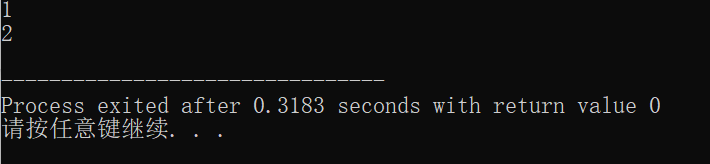 1
2
--------------------------------
Process exited after 0.3183 seconds with return value 0
请按任意键继续. . .